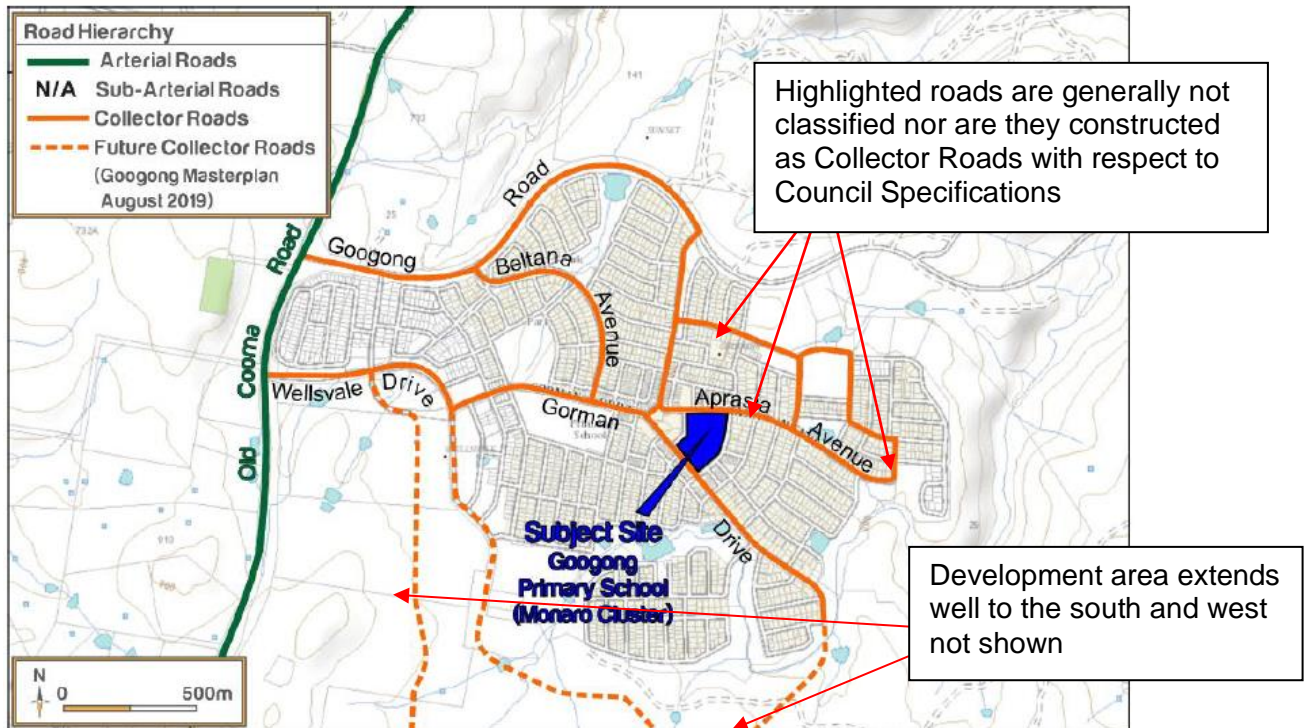 Road Hierarchy
Arterial Roads
N/A Sub-Arterial Roads
Collector Roads
Future Collector Roads
(Googong Masterplan
August 2019)
Highlighted roads are generally not
classified nor are they constructed
as Collector Roads with respect to
Council Specifications
141
SUNSET
Road
Googong
Beltana
Avenue
Road
Cooma
Old
Wellsvale
Drive
Gorman
School
Aprasia
Avenue
Drive
Subject Site
Googong
Primary School
(Monaro Cluster)
Development area extends
well to the south and west
not shown
N
0 500m